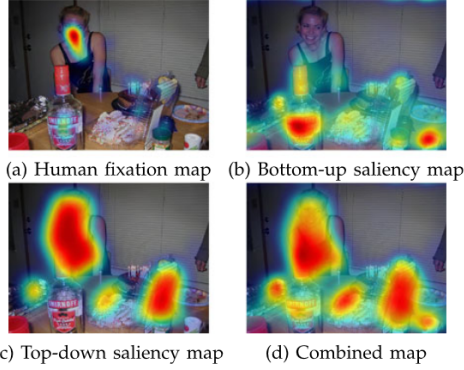 (a) Human fixation map
(b) Bottom-up saliency map
c) Top-down saliency map
(d) Combined map